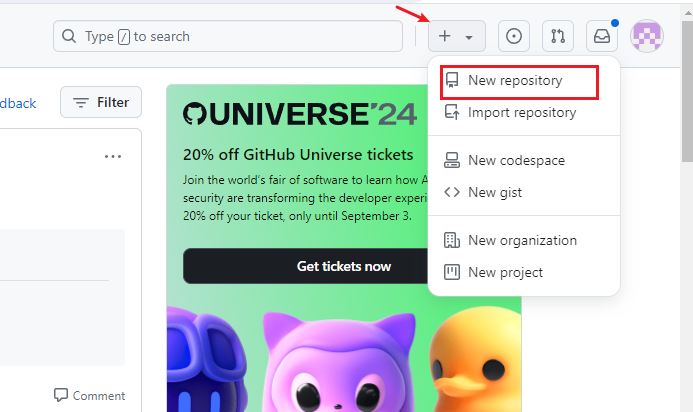 Type / to search
dback
Filter
UNIVERSE'24
20% off GitHub Universe tickets
Join the world's fair of software to learn how A
security are transforming the developer experi
20% off your ticket, only until September 3.
Get tickets now
Comment
New repository
Import repository
New codespace
New gist
New organization
New project